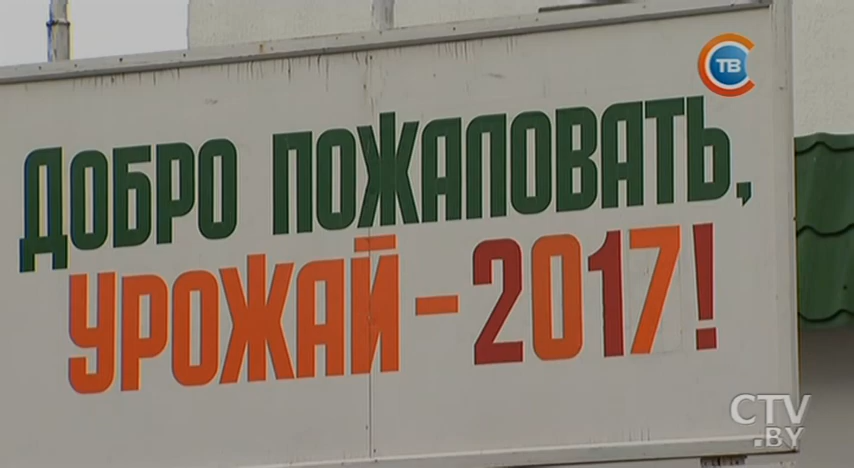 ТВ
ДОБРО ПОЖАЛОВАТЬ,
УРОЖАЙ - 2017!
CTV
.BY